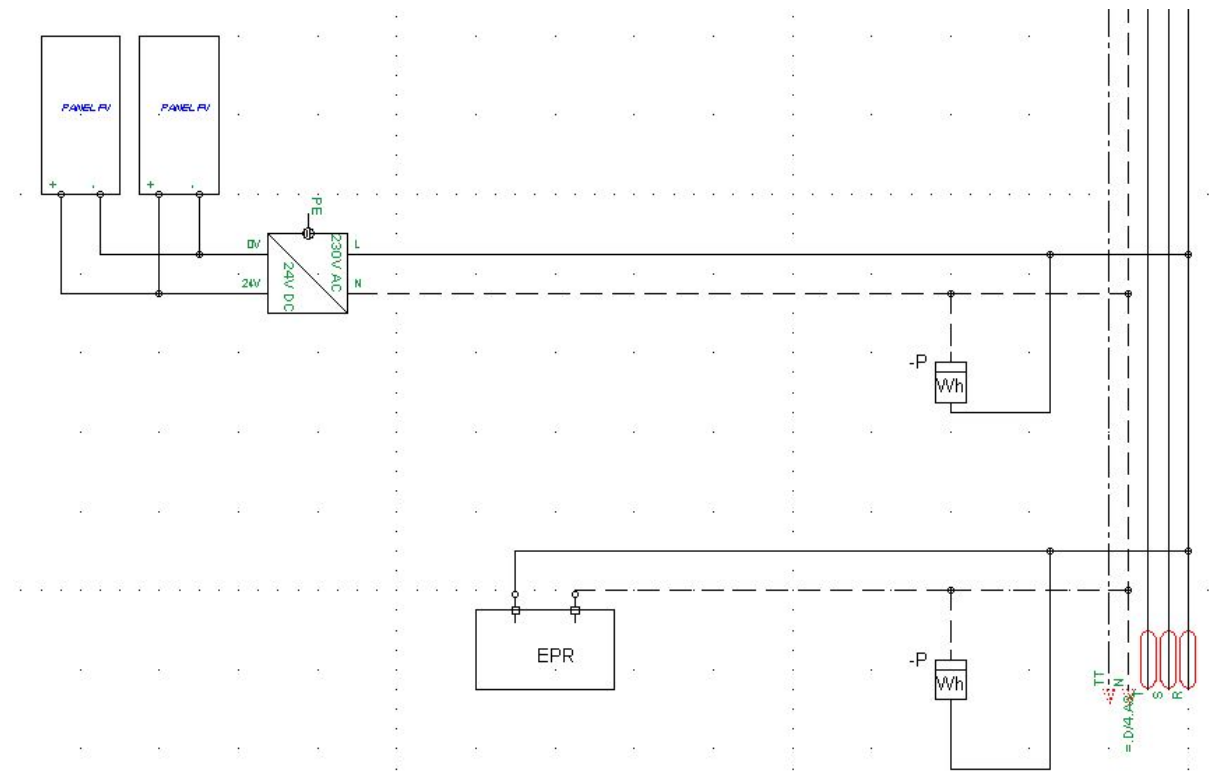 PANEL FV
PANEL FV
+
-
+
-
PE
0V
24V
24V DC
230V AC
L
N
-P
Wh
EPR
-P
Wh
TT
N
T
S
R